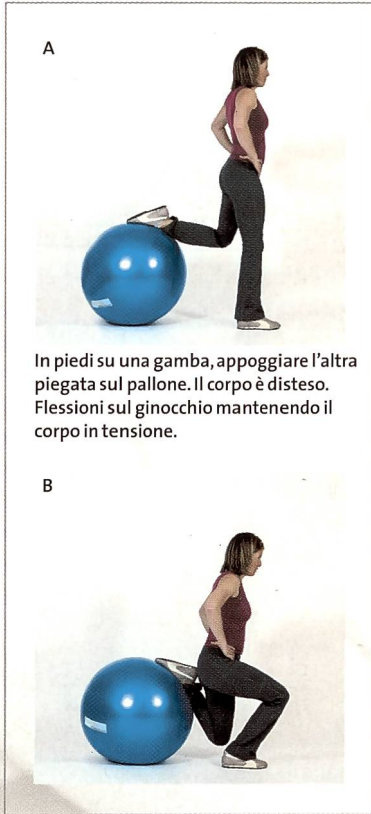 A
In piedi su una gamba, appoggiare l'altra
piegata sul pallone. Il corpo è disteso.
Flessioni sul ginocchio mantenendo il
corpo in tensione.
B